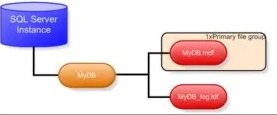 SQL Server
Instance
1xPrimary file group
MyDB.mdf
MyDB
MyDB_log.ldf